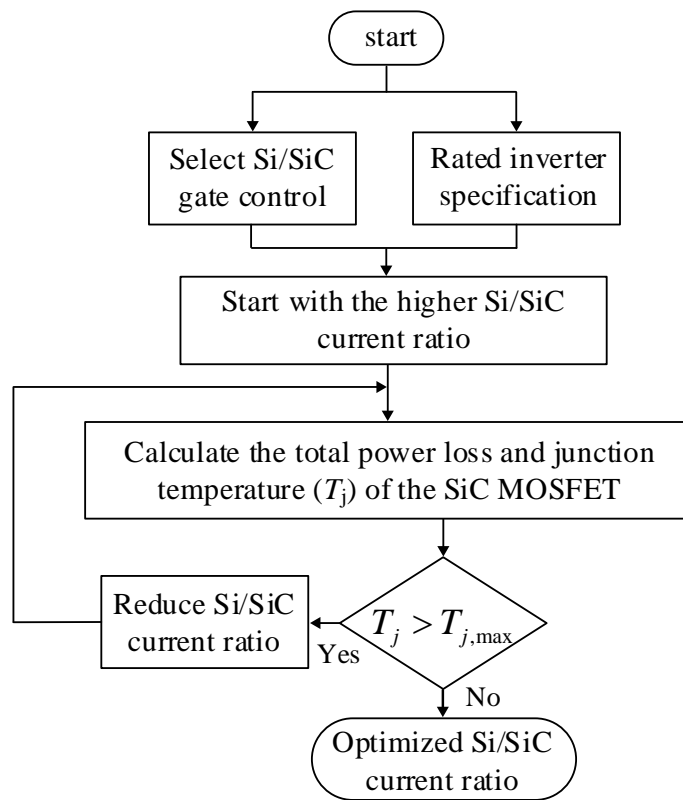 start
Select Si/SiC
gate control
Rated inverter
specification
Start with the higher Si/SiC
current ratio
Calculate the total power loss and junction
temperature (Tj) of the SiC MOSFET
Reduce Si/SiC
current ratio
Tj > Tj,max
Yes
No
Optimized Si/SiC
current ratio